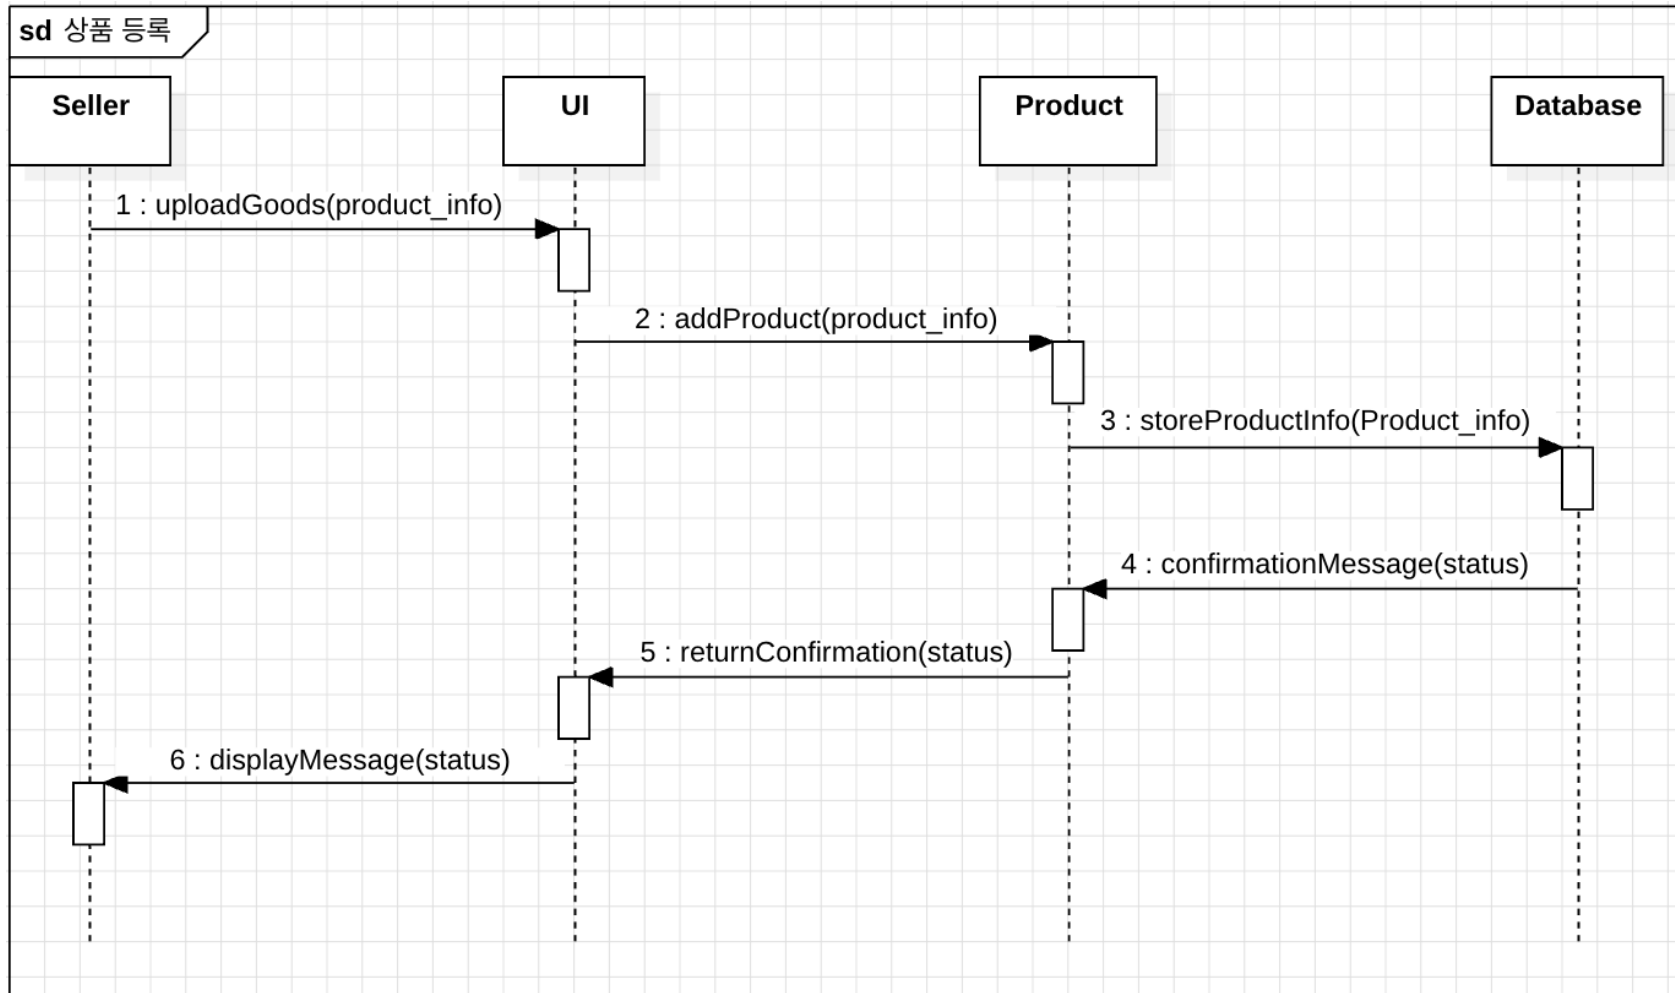 sd 상품 등록
Seller
UI
Product
Database
1 : uploadGoods(product_info)
2 : addProduct(product_info)
3 : storeProductInfo(Product_info)
4 : confirmationMessage(status)
5 : returnConfirmation(status)
6 : displayMessage(status)